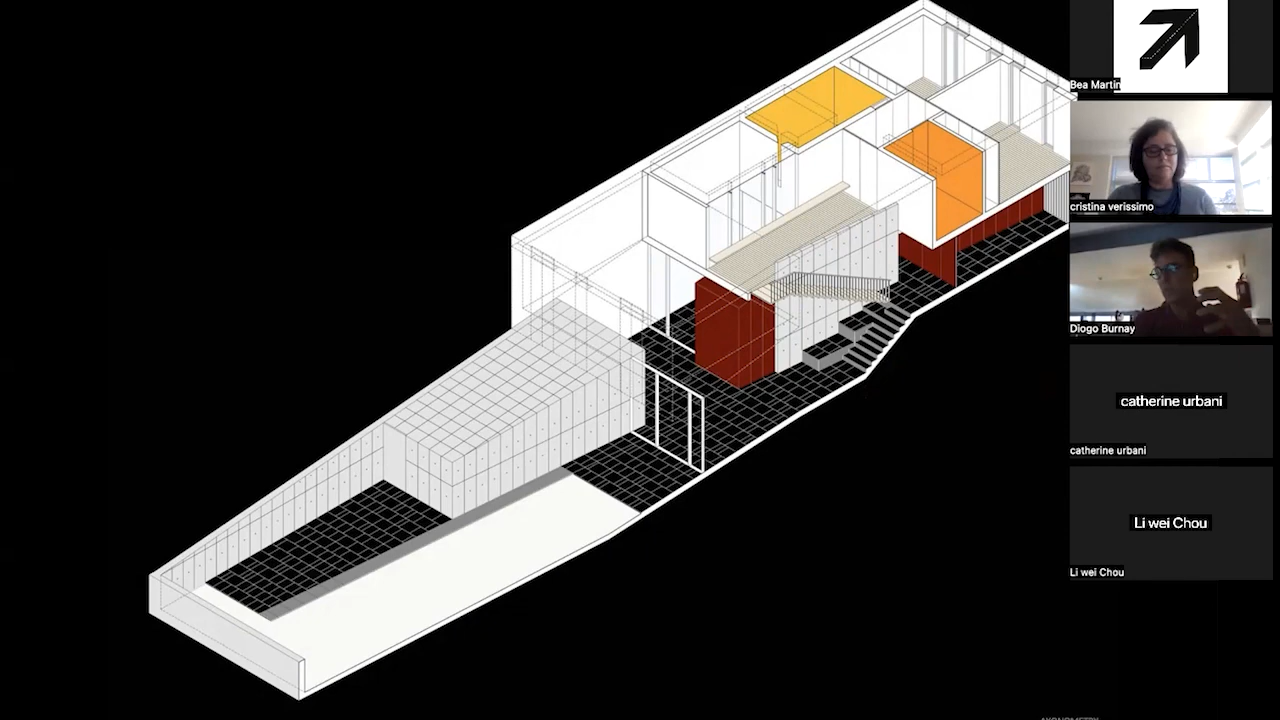 Bea Martin
cristina verissimo
Diogo Burnay
catherine urbani
catherine urbani
Li wei Chou
Li wei Chou